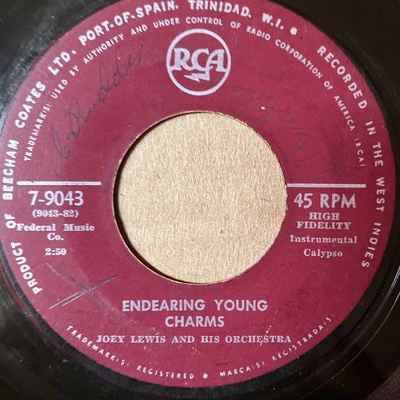 PRODUCT OF BEECHAM COATES LTD. PORT-OF-SPAIN, TRINIDAD, W.I. • RECORDED IN THE WEST INDIES
TRADEMARK(S) USED BY AUTHORITY AND UNDER CONTROL OF RADIO CORPORATION OF AMERICA (RCA)
RCA
7-9043
(9043-82)
Federal Music
Co.
2:50
45 RPM
HIGH
FIDELITY
Instrumental
Calypso
ENDEARING YOUNG
CHARMS
JOEY LEWIS AND HIS ORCHESTRA
TRADEMARK(S) ® REGISTERED • MARCA(S) REGISTRADA(S)